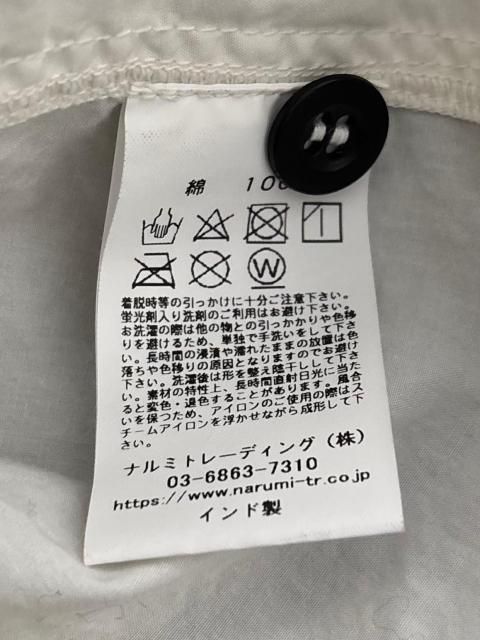 綿 100
着脱時等の引っかけに十分ご注意下さい。
蛍光剤入り洗剤のご利用はお避け下さい。
お洗濯の際は他の物との引っかかりや色移
りを避けるため、単独で手洗いをして下さ
い。長時間の浸漬や濡れたままの放置は色
落ちや色移りの原因となりますのでお避け
下さい。洗濯後は形を整え陰干しして下さ
い。素材の特性上、長時間直射日光に当た
ると変色・退色することがあります。風合
いを保つため、アイロンのご使用の際はス
チームアイロンを浮かせながら成形して下
さい。
ナルミトレーディング(株)
03-6863-7310
https://www.narumi-tr.co.jp
インド製